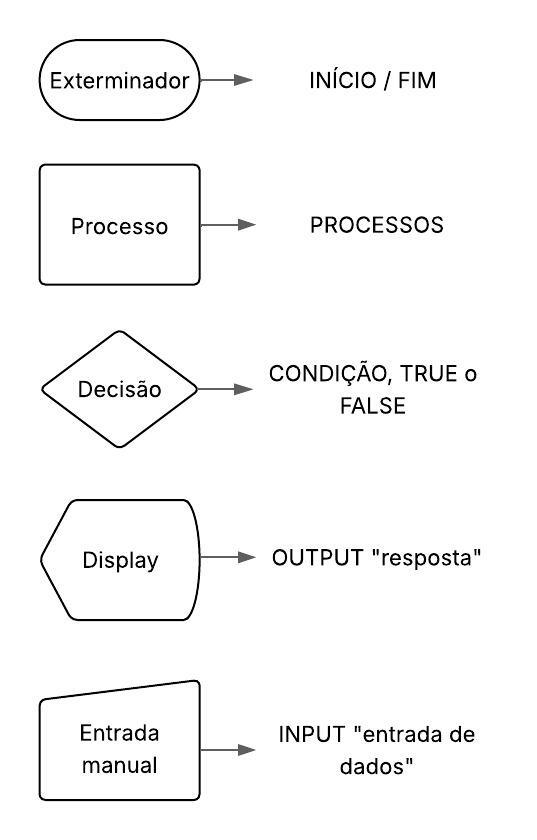 Exterminador
INÍCIO / FIM
Processo
PROCESSOS
Decisão
CONDIÇÃO, TRUE o
FALSE
Display
OUTPUT "resposta"
Entrada
manual
INPUT "entrada de
dados"